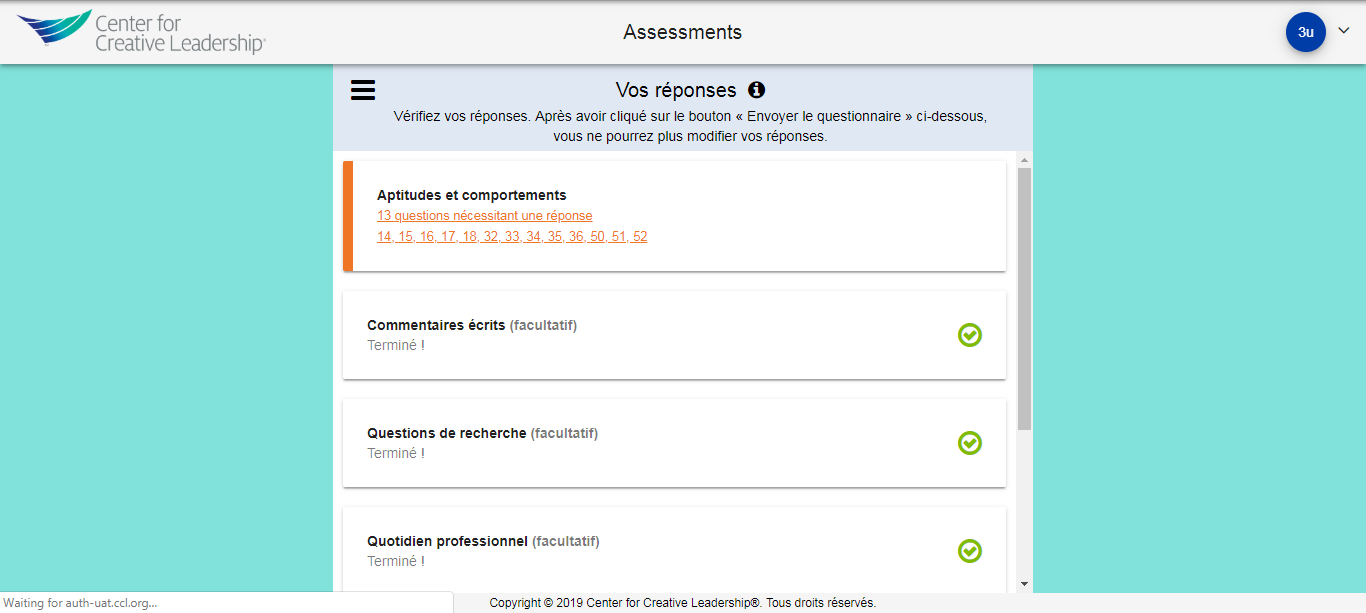 Center for
Creative Leadership®
Assessments
3u
Vos réponses
Vérifiez vos réponses. Après avoir cliqué sur le bouton « Envoyer le questionnaire » ci-dessous,
vous ne pourrez plus modifier vos réponses.
Aptitudes et comportements
13 questions nécessitant une réponse
14, 15, 16, 17, 18, 32, 33, 34, 35, 36, 50, 51, 52
Commentaires écrits (facultatif)
Terminé !
Questions de recherche (facultatif)
Terminé !
Quotidien professionnel (facultatif)
Terminé !
Waiting for auth-uat.ccl.org...
Copyright © 2019 Center for Creative Leadership®. Tous droits réservés.